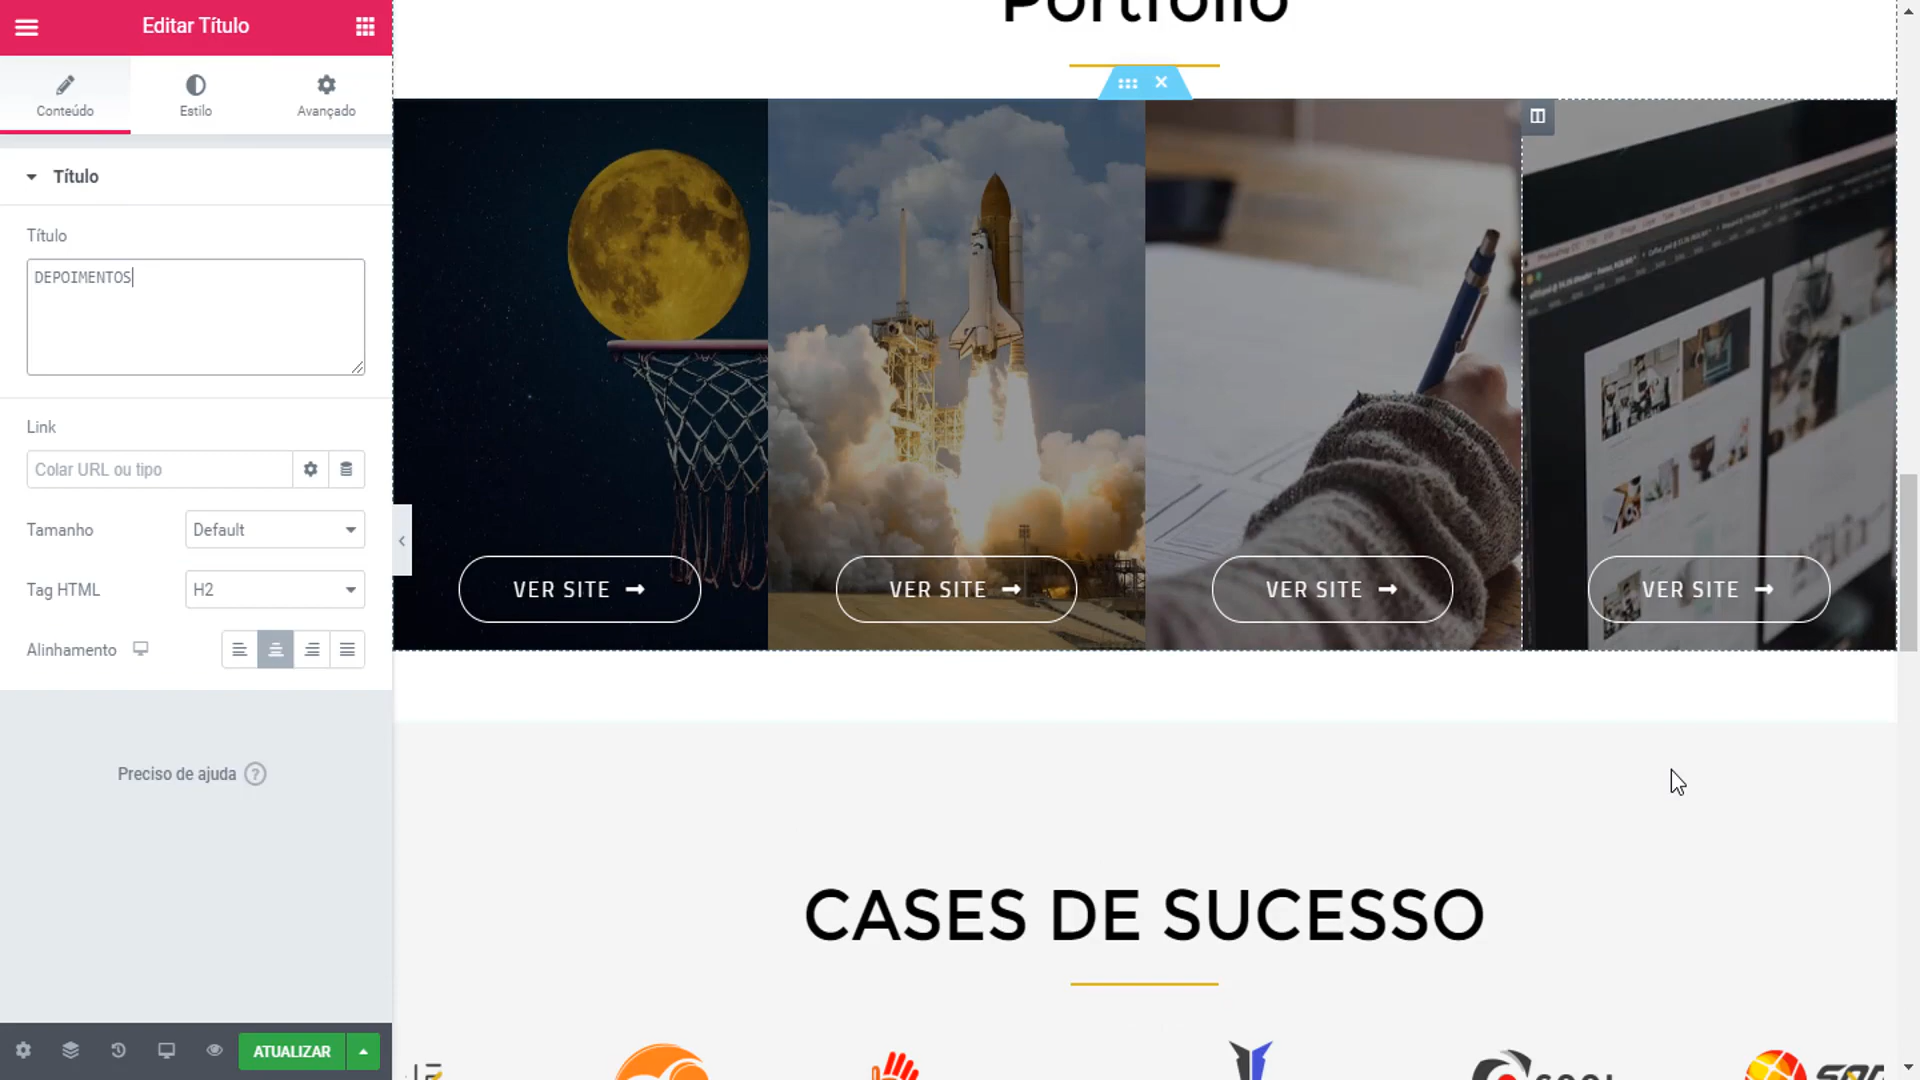 Editar Título
Portfólio
Conteúdo
Estilo
Avançado
Título
Título
DEPOIMENTOS
Link
Colar URL ou tipo
Tamanho
Default
Tag HTML
H2
Alinhamento
Preciso de ajuda ?
ATUALIZAR
VER SITE
VER SITE
VER SITE
VER SITE
CASES DE SUCESSO